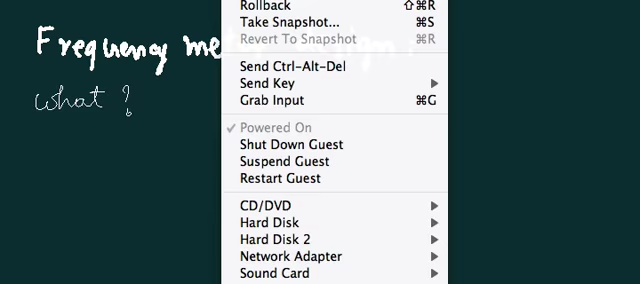 Rollback ⇧⌘R
Take Snapshot... ⌘S
Revert To Snapshot ⌘R
Frequency
what ?
Send Ctrl-Alt-Del
Send Key
Grab Input ⌘G
✓ Powered On
Shut Down Guest
Suspend Guest
Restart Guest
CD/DVD
Hard Disk
Hard Disk 2
Network Adapter
Sound Card